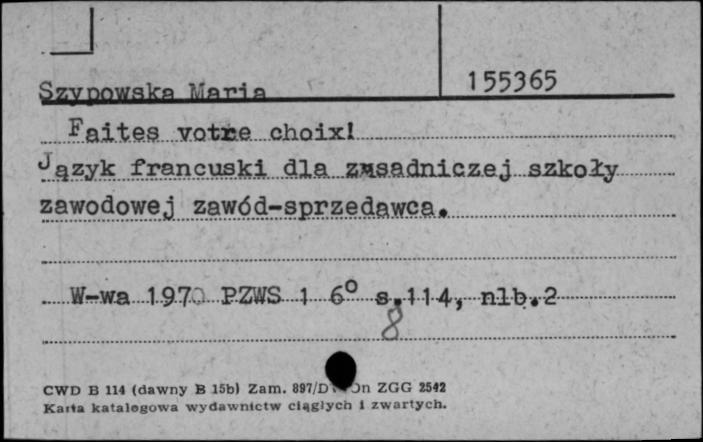 Szypowska Maria
155365
Faites votre choix!
Język francuski dla zasadniczej szkoły
zawodowej zawód-sprzedawca.
W-wa 1970 PZWS 1 6° s.114, nlb.2
8
CWD B 114 (dawny B 15b) Zam. 897/D ZGG 2542
Karta katalogowa wydawnictw ciągłych i zwartych.